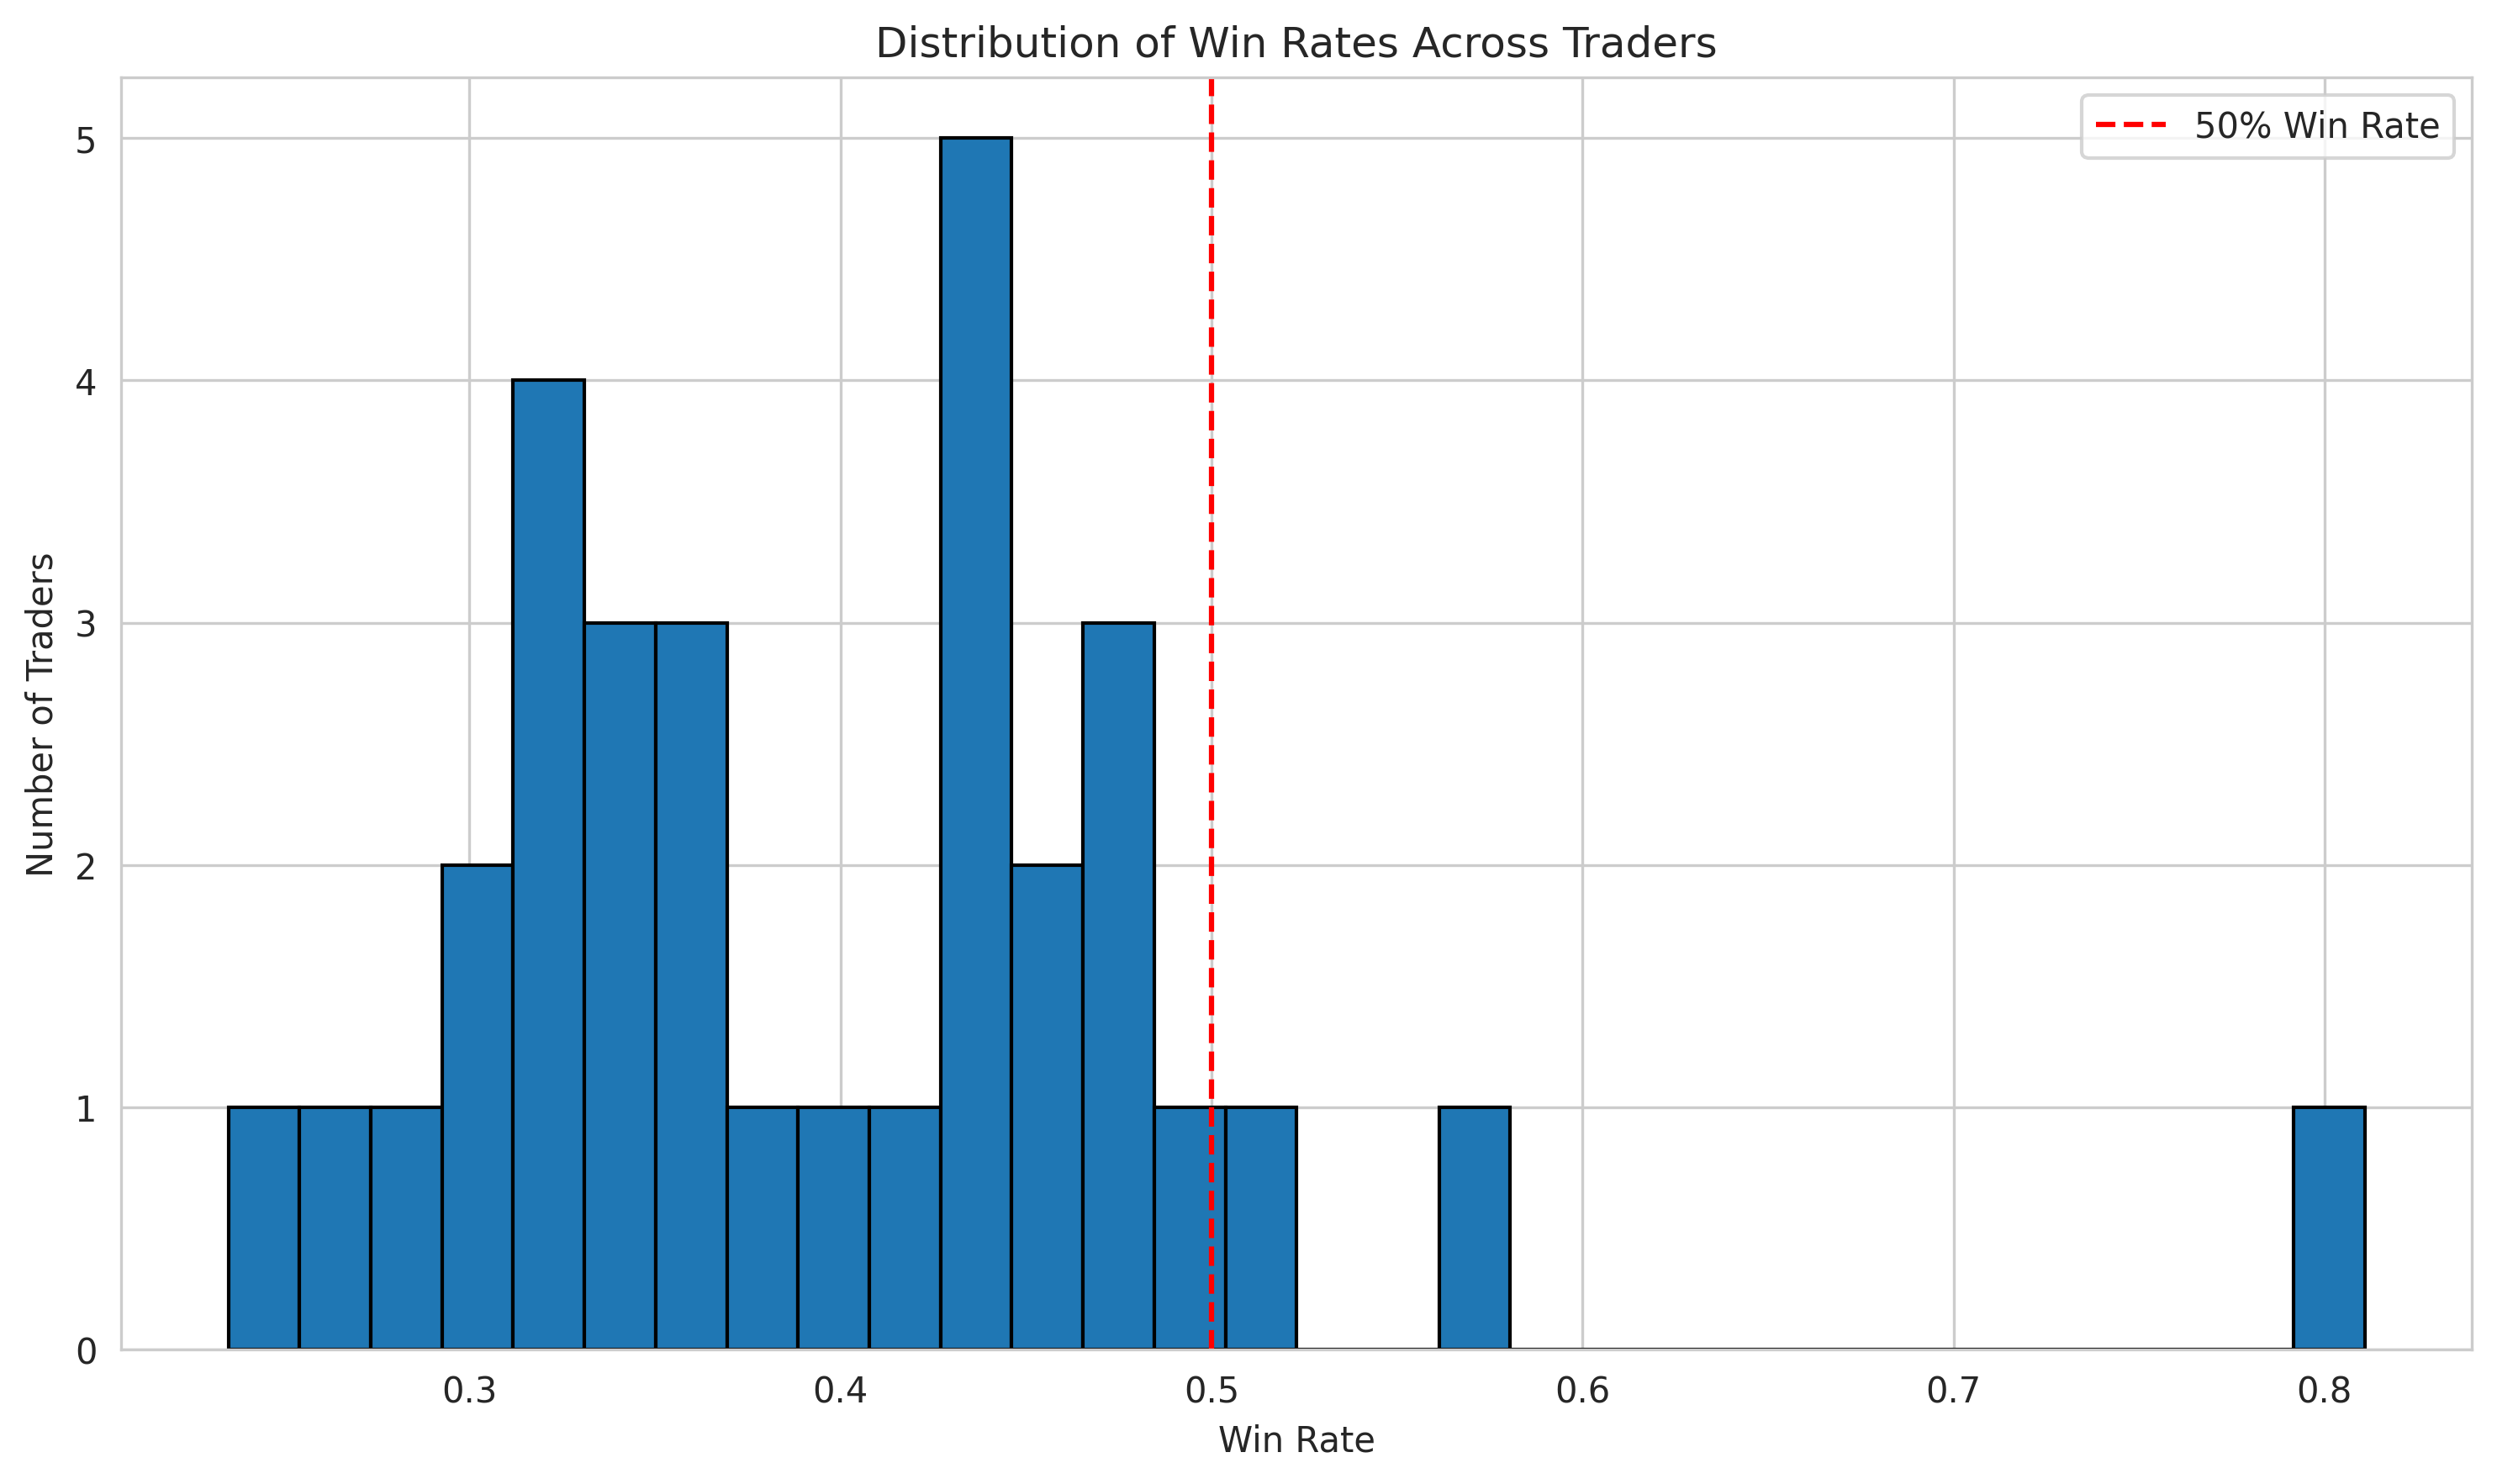 Distribution of Win Rates Across Traders
50% Win Rate
Number of Traders
5
4
3
2
1
0
0.3 0.4 0.5 0.6 0.7 0.8
Win Rate